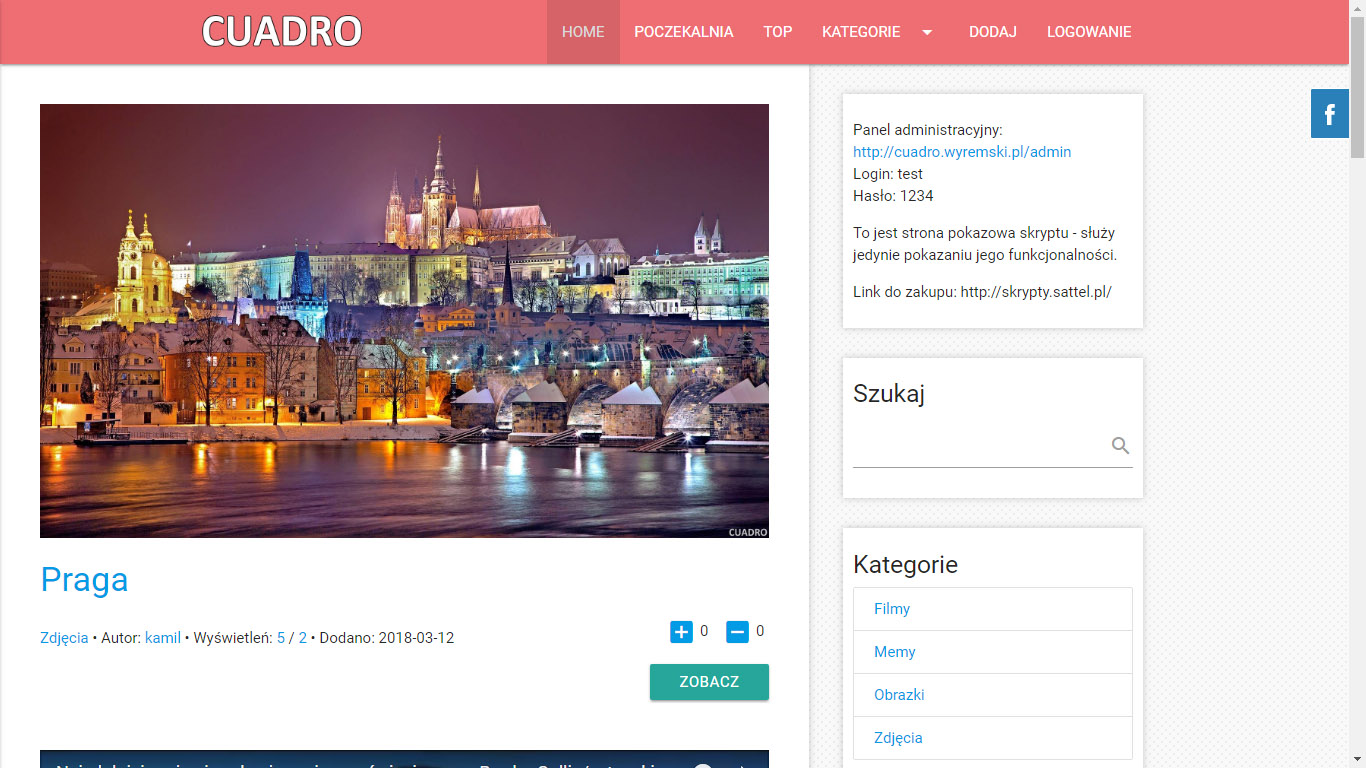 CUADRO
HOME
POCZEKALNIA
TOP
KATEGORIE
DODAJ
LOGOWANIE
f
CUADRO
Praga
Zdjęcia • Autor: kamil • Wyświetleń: 5 / 2 • Dodano: 2018-03-12
0
0
ZOBACZ
Panel administracyjny:
http://cuadro.wyremski.pl/admin
Login: test
Hasło: 1234
To jest strona pokazowa skryptu - służy
jedynie pokazaniu jego funkcjonalności.
Link do zakupu: http://skrypty.sattel.pl/
Szukaj
Kategorie
Filmy
Memy
Obrazki
Zdjęcia